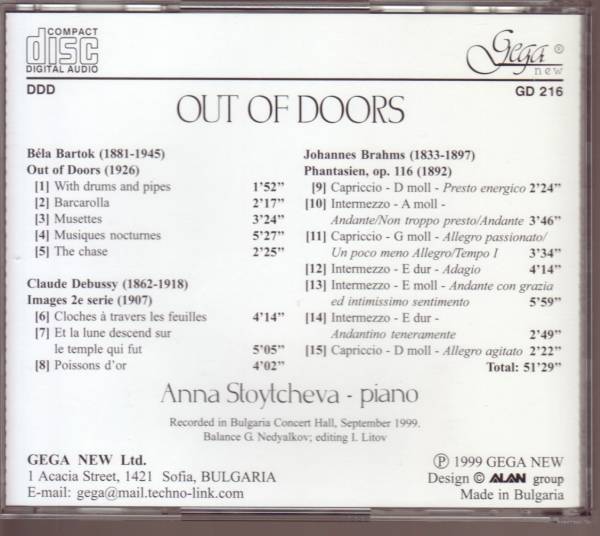 COMPACT
disc
DIGITAL AUDIO
Gega ®
new
DDD
GD 216
OUT OF DOORS
Béla Bartok (1881-1945)
Out of Doors (1926)
[1] With drums and pipes 1'52”
[2] Barcarolla 2'17”
[3] Musettes 3'24”
[4] Musiques nocturnes 5'27”
[5] The chase 2'25”
Claude Debussy (1862-1918)
Images 2e serie (1907)
[6] Cloches à travers les feuilles 4'14”
[7] Et la lune descend sur
le temple qui fut 5'05”
[8] Poissons d'or 4'02”
Johannes Brahms (1833-1897)
Phantasien, op. 116 (1892)
[9] Capriccio - D moll - Presto energico 2'24”
[10] Intermezzo - A moll -
Andante/Non troppo presto/Andante 3'46”
[11] Capriccio - G moll - Allegro passionato/
Un poco meno Allegro/Tempo I 3'34”
[12] Intermezzo - E dur - Adagio 4'14”
[13] Intermezzo - E moll - Andante con grazia
ed intimissimo sentimento 5'59”
[14] Intermezzo - E dur -
Andantino teneramente 2'49”
[15] Capriccio - D moll - Allegro agitato 2'22”
Total: 51'29”
Anna Stoytcheva - piano
Recorded in Bulgaria Concert Hall, September 1999.
Balance G. Nedyalkov; editing I. Litov
GEGA NEW Ltd.
1 Acacia Street, 1421 Sofia, BULGARIA
E-mail: gega@mail.techno-link.com
℗ 1999 GEGA NEW
Design © ALAN group
Made in Bulgaria